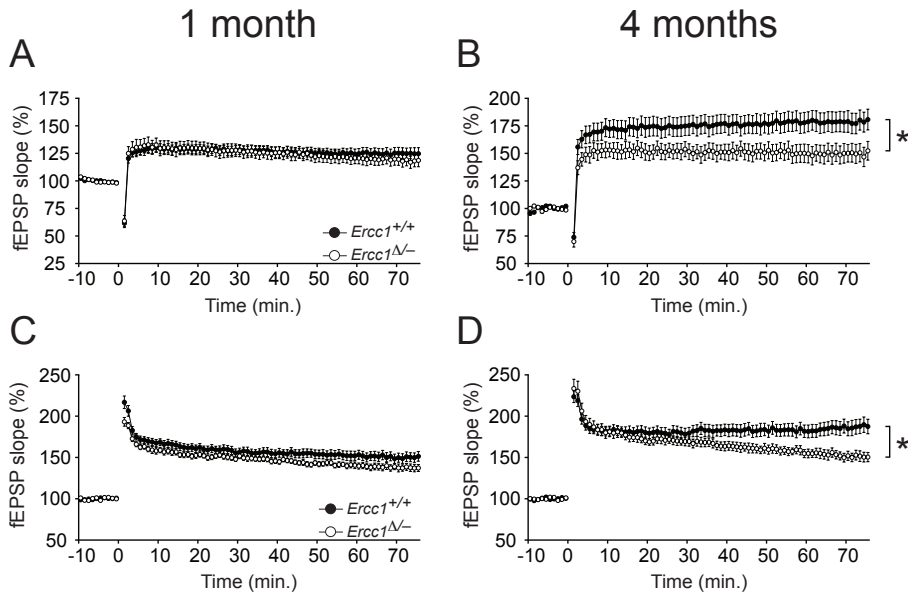 1 month
4 months
A
fEPSP slope (%)
175
150
125
100
75
50
25
-10 0 10 20 30 40 50 60 70
Time (min.)
Ercc1+/+
Ercc1Δ/–
B
fEPSP slope (%)
200
175
150
125
100
75
50
-10 0 10 20 30 40 50 60 70
Time (min.)
*
C
fEPSP slope (%)
250
200
150
100
50
-10 0 10 20 30 40 50 60 70
Time (min.)
Ercc1+/+
Ercc1Δ/–
D
fEPSP slope (%)
250
200
150
100
50
-10 0 10 20 30 40 50 60 70
Time (min.)
*